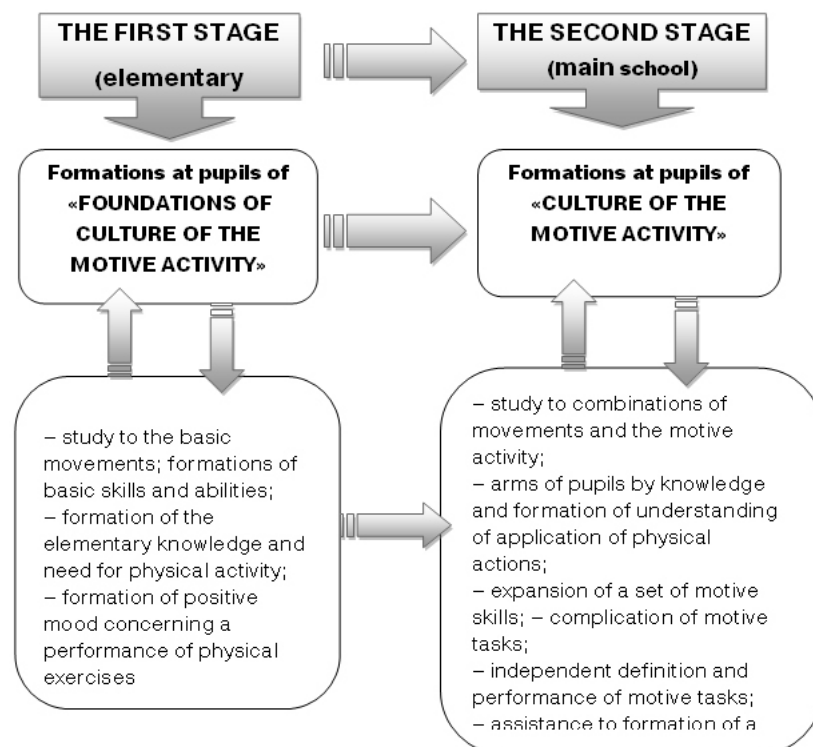 THE FIRST STAGE
(elementary
THE SECOND STAGE
(main school)
Formations at pupils of
«FOUNDATIONS OF
CULTURE OF THE
MOTIVE ACTIVITY»
Formations at pupils of
«CULTURE OF THE
MOTIVE ACTIVITY»
– study to the basic
movements; formations of
basic skills and abilities;
– formation of the
elementary knowledge and
need for physical activity;
– formation of positive
mood concerning a
performance of physical
exercises
– study to combinations of
movements and the motive
activity;
– arms of pupils by knowledge
and formation of understanding
of application of physical
actions;
– expansion of a set of motive
skills; – complication of motive
tasks;
– independent definition and
performance of motive tasks;
– assistance to formation of a